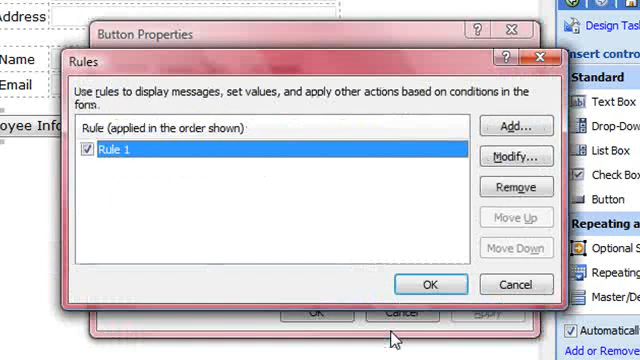 Address
Button Properties
Name
Email
oyee Info
Rules
Use rules to display messages, set values, and apply other actions based on conditions in the
form.
Rule (applied in the order shown)
Rule 1
Add...
Modify...
Remove
Move Up
Move Down
OK
Cancel
OK
Cancel
Apply
Design Tas
Insert contro
Standard
Text Box
Drop-Dow
List Box
Check Box
Button
Repeating a
Optional S
Repeating
Master/De
Automatically
Add or Remove